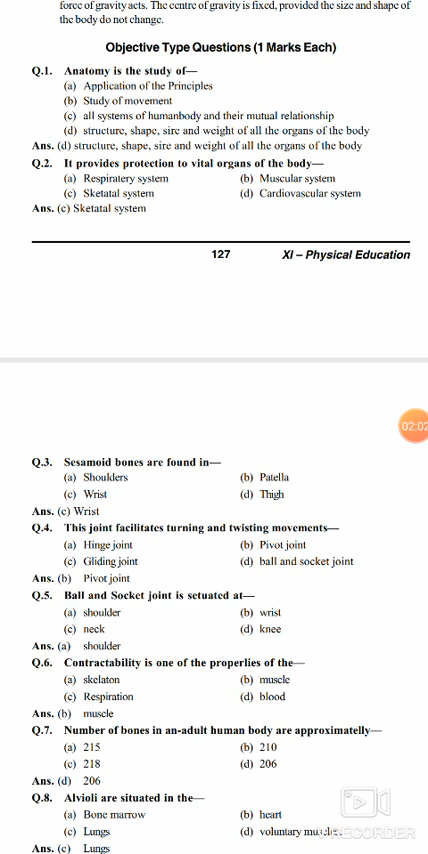 force of gravity acts. The centre of gravity is fixed, provided the size and shape of
the body do not change.
Objective Type Questions (1 Marks Each)
Q.1. Anatomy is the study of—
(a) Application of the Principles
(b) Study of movement
(c) all systems of humanbody and their mutual relationship
(d) structure, shape, sire and weight of all the organs of the body
Ans. (d) structure, shape, sire and weight of all the organs of the body
Q.2. It provides protection to vital organs of the body—
(a) Respiratery system (b) Muscular system
(c) Sketatal system (d) Cardiovascular system
Ans. (c) Sketatal system
127 XI – Physical Education
02:02
Q.3. Sesamoid bones are found in—
(a) Shoulders (b) Patella
(c) Wrist (d) Thigh
Ans. (c) Wrist
Q.4. This joint facilitates turning and twisting movements—
(a) Hinge joint (b) Pivot joint
(c) Gliding joint (d) ball and socket joint
Ans. (b) Pivot joint
Q.5. Ball and Socket joint is setuated at—
(a) shoulder (b) wrist
(c) neck (d) knee
Ans. (a) shoulder
Q.6. Contractability is one of the properlies of the—
(a) skelaton (b) muscle
(c) Respiration (d) blood
Ans. (b) muscle
Q.7. Number of bones in an-adult human body are approximatelly—
(a) 215 (b) 210
(c) 218 (d) 206
Ans. (d) 206
Q.8. Alvioli are situated in the—
(a) Bone marrow (b) heart
(c) Lungs (d) voluntary muscles
RECORDER
Ans. (c) Lungs